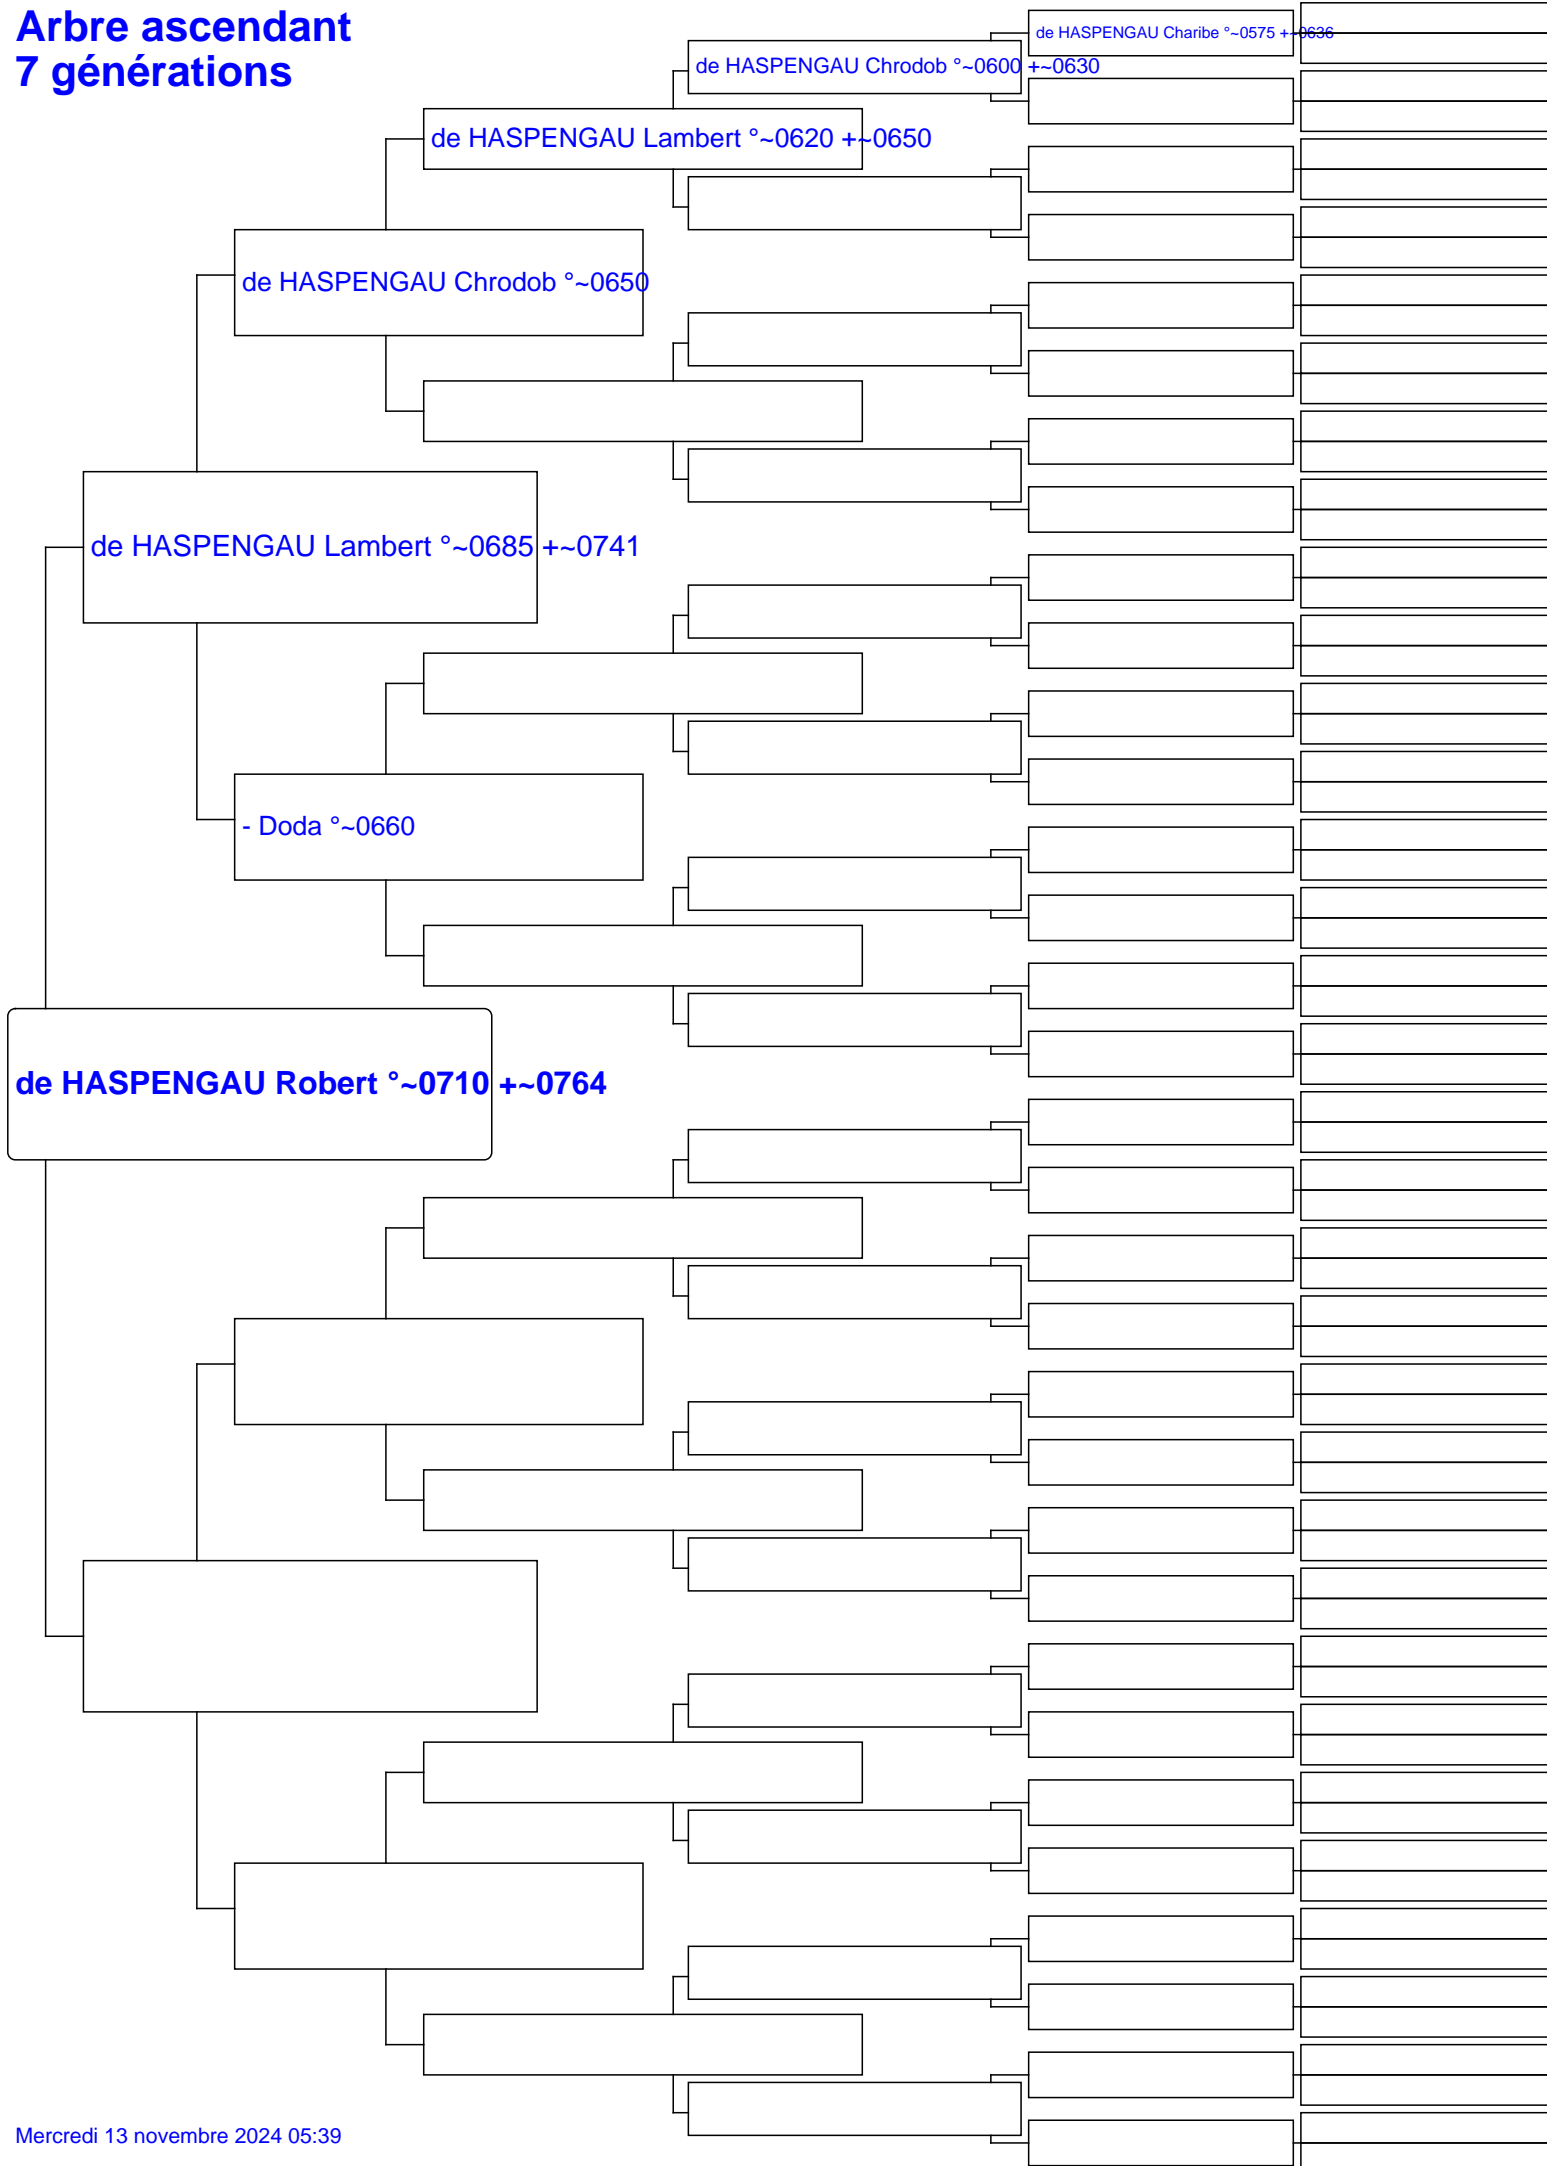 Arbre ascendant
7 générations
de HASPENGAU Charibe °~0575 +~0636
de HASPENGAU Chrodob °~0600 +~0630
de HASPENGAU Lambert °~0620 +~0650
de HASPENGAU Chrodob °~0650
de HASPENGAU Lambert °~0685 +~0741
- Doda °~0660
de HASPENGAU Robert °~0710 +~0764
Mercredi 13 novembre 2024 05:39